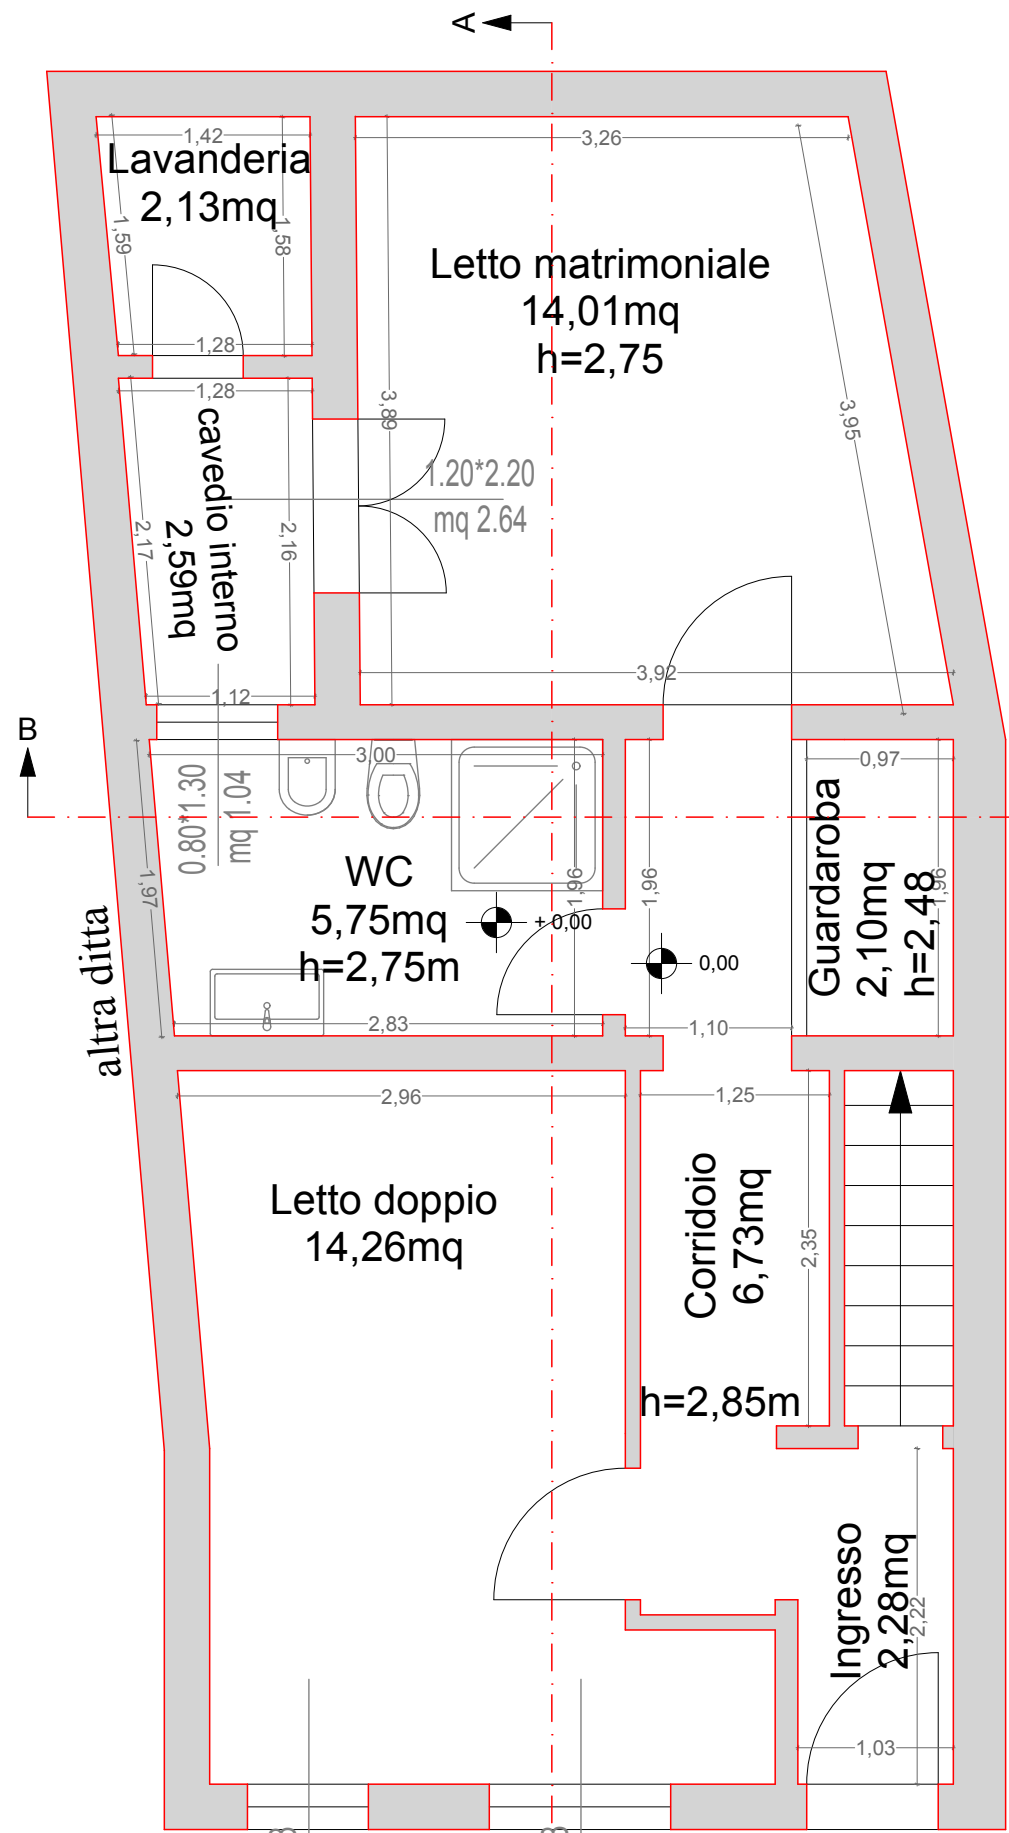 A
1,42
Lavanderia
2,13mq
1,59
1,58
1,28
3,26
Letto matrimoniale
14,01mq
h=2,75
3,89
3,95
1.20*2.20
mq 2.64
3,92
1,28
cavedio interno
2,59mq
2,17
2,16
1,12
B
3,00
0.80*1.30
mq 1.04
1,97
WC
5,75mq
h=2,75m
1,96
+ 0,00
2,83
1,96
0,00
1,10
0,97
Guardaroba
2,10mq
h=2,48
1,96
altra ditta
2,96
Letto doppio
14,26mq
1,25
Corridoio
6,73mq
2,35
h=2,85m
Ingresso
2,28mq
2,22
1,03